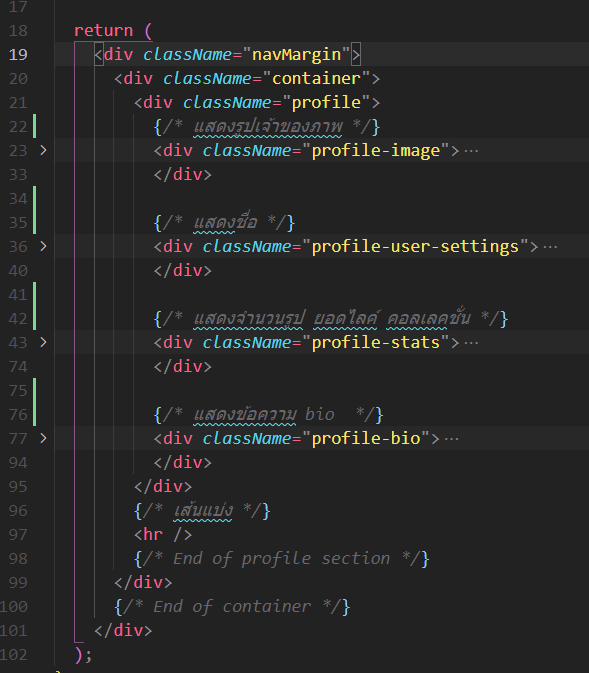 17
18 return (
19 <div className="navMargin">
20 <div className="container">
21 <div className="profile">
22 {/* แสดงรูปเจ้าของภาพ */}
23 > <div className="profile-image">…
33 </div>
34
35 {/* แสดงชื่อ */}
36 > <div className="profile-user-settings">…
40 </div>
41
42 {/* แสดงจำนวนรูป ยอดไลค์ คอลเลคชั่น */}
43 > <div className="profile-stats">…
74 </div>
75
76 {/* แสดงข้อความ bio  */}
77 > <div className="profile-bio">…
94 </div>
95 </div>
96 {/* เส้นแบ่ง */}
97 <hr />
98 {/* End of profile section */}
99 </div>
100 {/* End of container */}
101 </div>
102 );
}